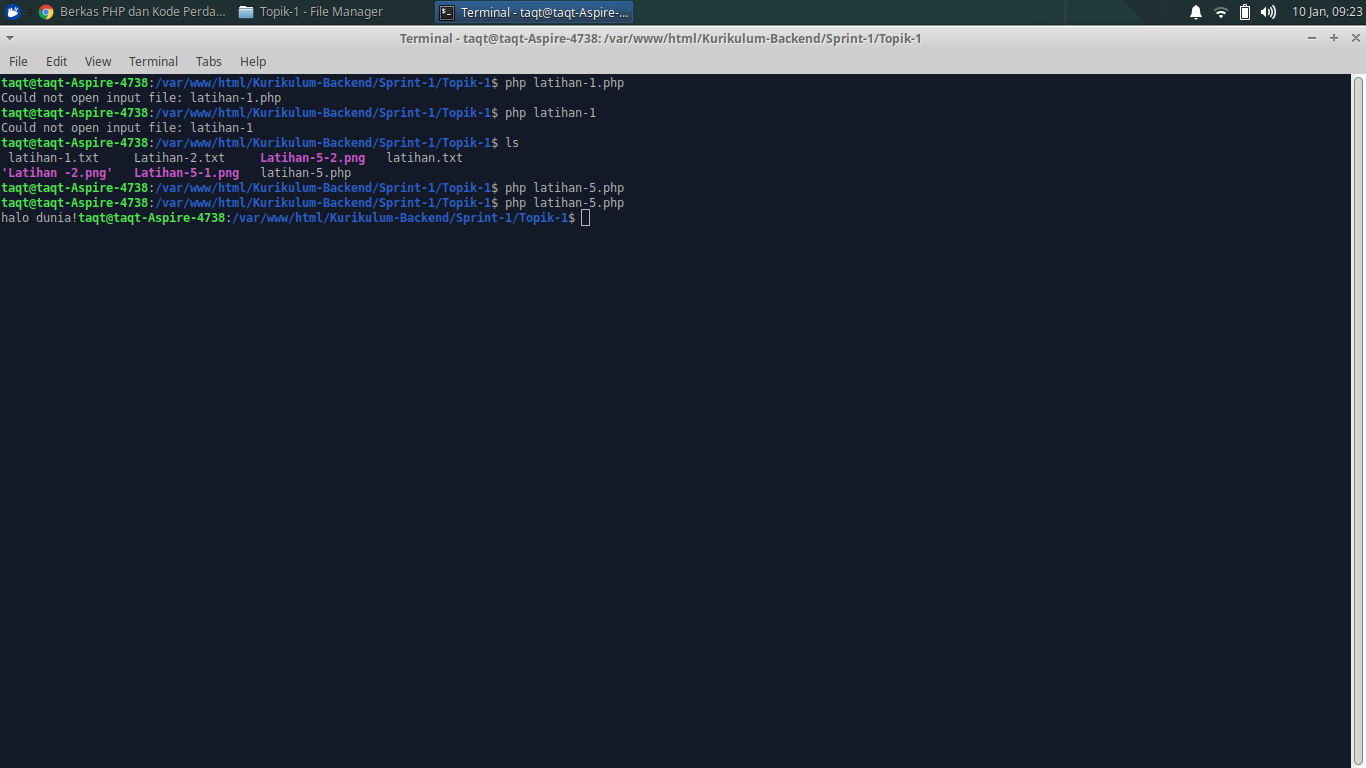 Berkas PHP dan Kode Perda... Topik-1 - File Manager Terminal - taqt@taqt-Aspire-... 10 Jan, 09:23
Terminal - taqt@taqt-Aspire-4738: /var/www/html/Kurikulum-Backend/Sprint-1/Topik-1
File Edit View Terminal Tabs Help
taqt@taqt-Aspire-4738:/var/www/html/Kurikulum-Backend/Sprint-1/Topik-1$ php latihan-1.php
Could not open input file: latihan-1.php
taqt@taqt-Aspire-4738:/var/www/html/Kurikulum-Backend/Sprint-1/Topik-1$ php latihan-1
Could not open input file: latihan-1
taqt@taqt-Aspire-4738:/var/www/html/Kurikulum-Backend/Sprint-1/Topik-1$ ls
latihan-1.txt Latihan-2.txt Latihan-5-2.png latihan.txt
'Latihan -2.png' Latihan-5-1.png latihan-5.php
taqt@taqt-Aspire-4738:/var/www/html/Kurikulum-Backend/Sprint-1/Topik-1$ php latihan-5.php
taqt@taqt-Aspire-4738:/var/www/html/Kurikulum-Backend/Sprint-1/Topik-1$ php latihan-5.php
halo dunia!taqt@taqt-Aspire-4738:/var/www/html/Kurikulum-Backend/Sprint-1/Topik-1$